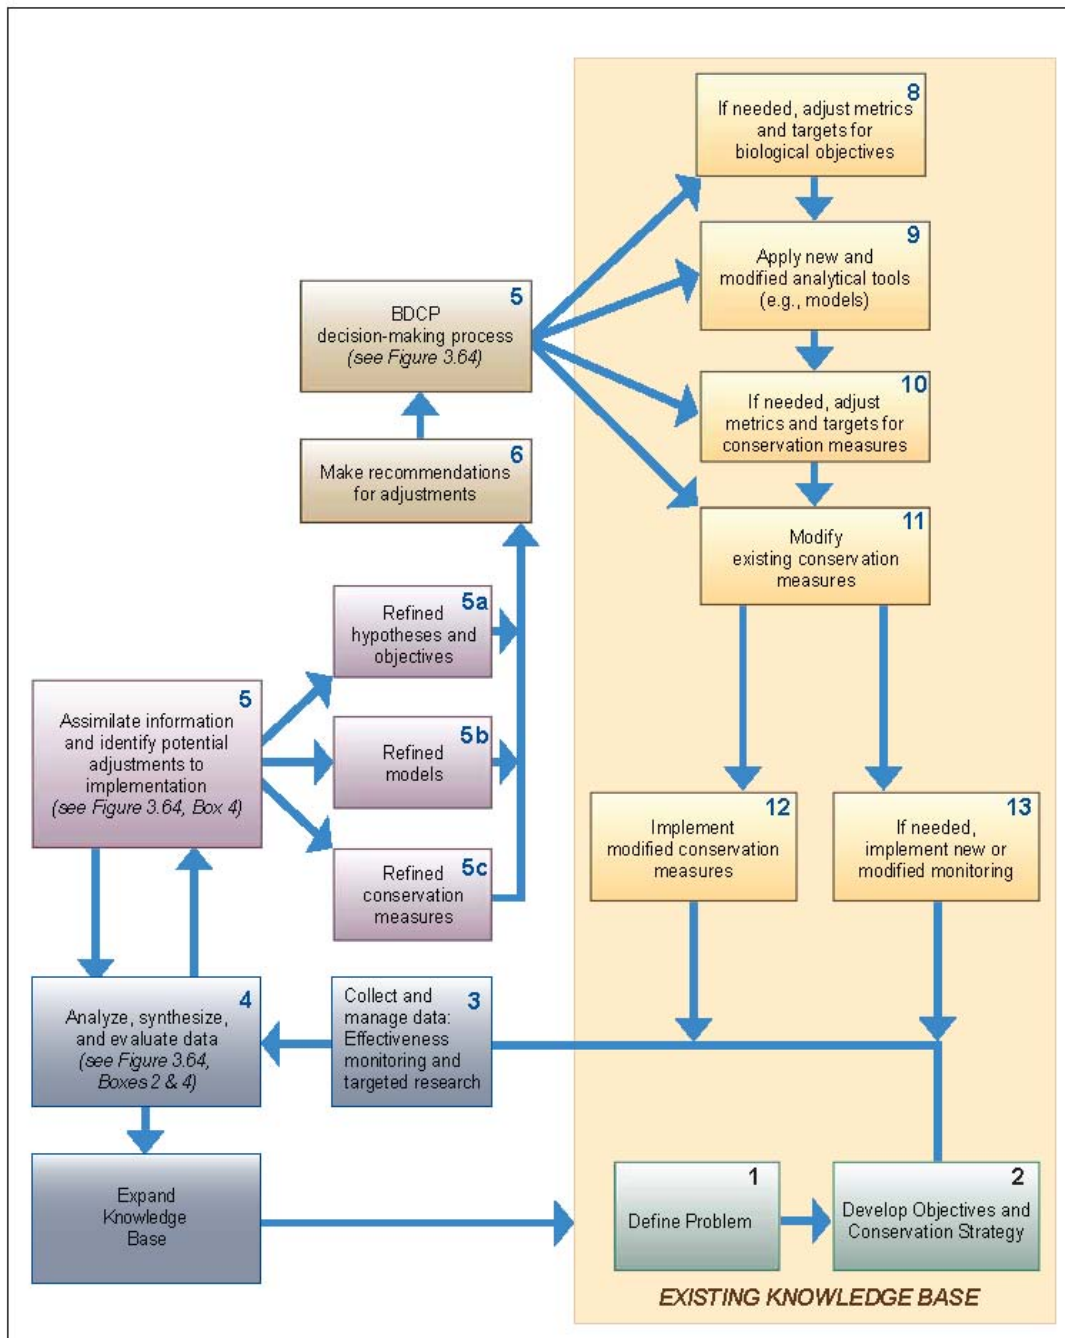 8
If needed, adjust metrics
and targets for
biological objectives
9
Apply new and
modified analytical tools
(e.g., models)
5
BDCP
decision-making process
(see Figure 3.64)
10
If needed, adjust
metrics and targets for
conservation measures
6
Make recommendations
for adjustments
11
Modify
existing conservation
measures
5a
Refined
hypotheses and
objectives
5
Assimilate information
and identify potential
adjustments to
implementation
(see Figure 3.64, Box 4)
5b
Refined
models
5c
Refined
conservation
measures
12
Implement
modified conservation
measures
13
If needed,
implement new or
modified monitoring
4
Analyze, synthesize,
and evaluate data
(see Figure 3.64,
Boxes 2 & 4)
3
Collect and
manage data:
Effectiveness
monitoring and
targeted research
Expand
Knowledge
Base
1
Define Problem
2
Develop Objectives and
Conservation Strategy
EXISTING KNOWLEDGE BASE